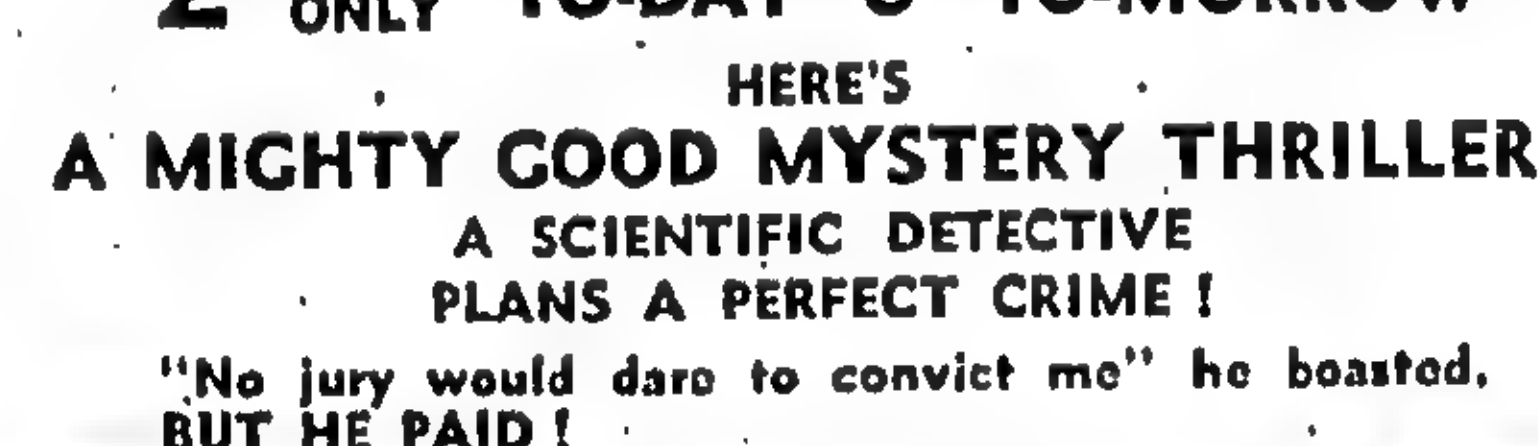 2 ONLY TO-DAY & TO-MORROW
HERE'S
A MIGHTY GOOD MYSTERY THRILLER
A SCIENTIFIC DETECTIVE
PLANS A PERFECT CRIME !
"No jury would dare to convict me" he boasted,
BUT HE PAID !